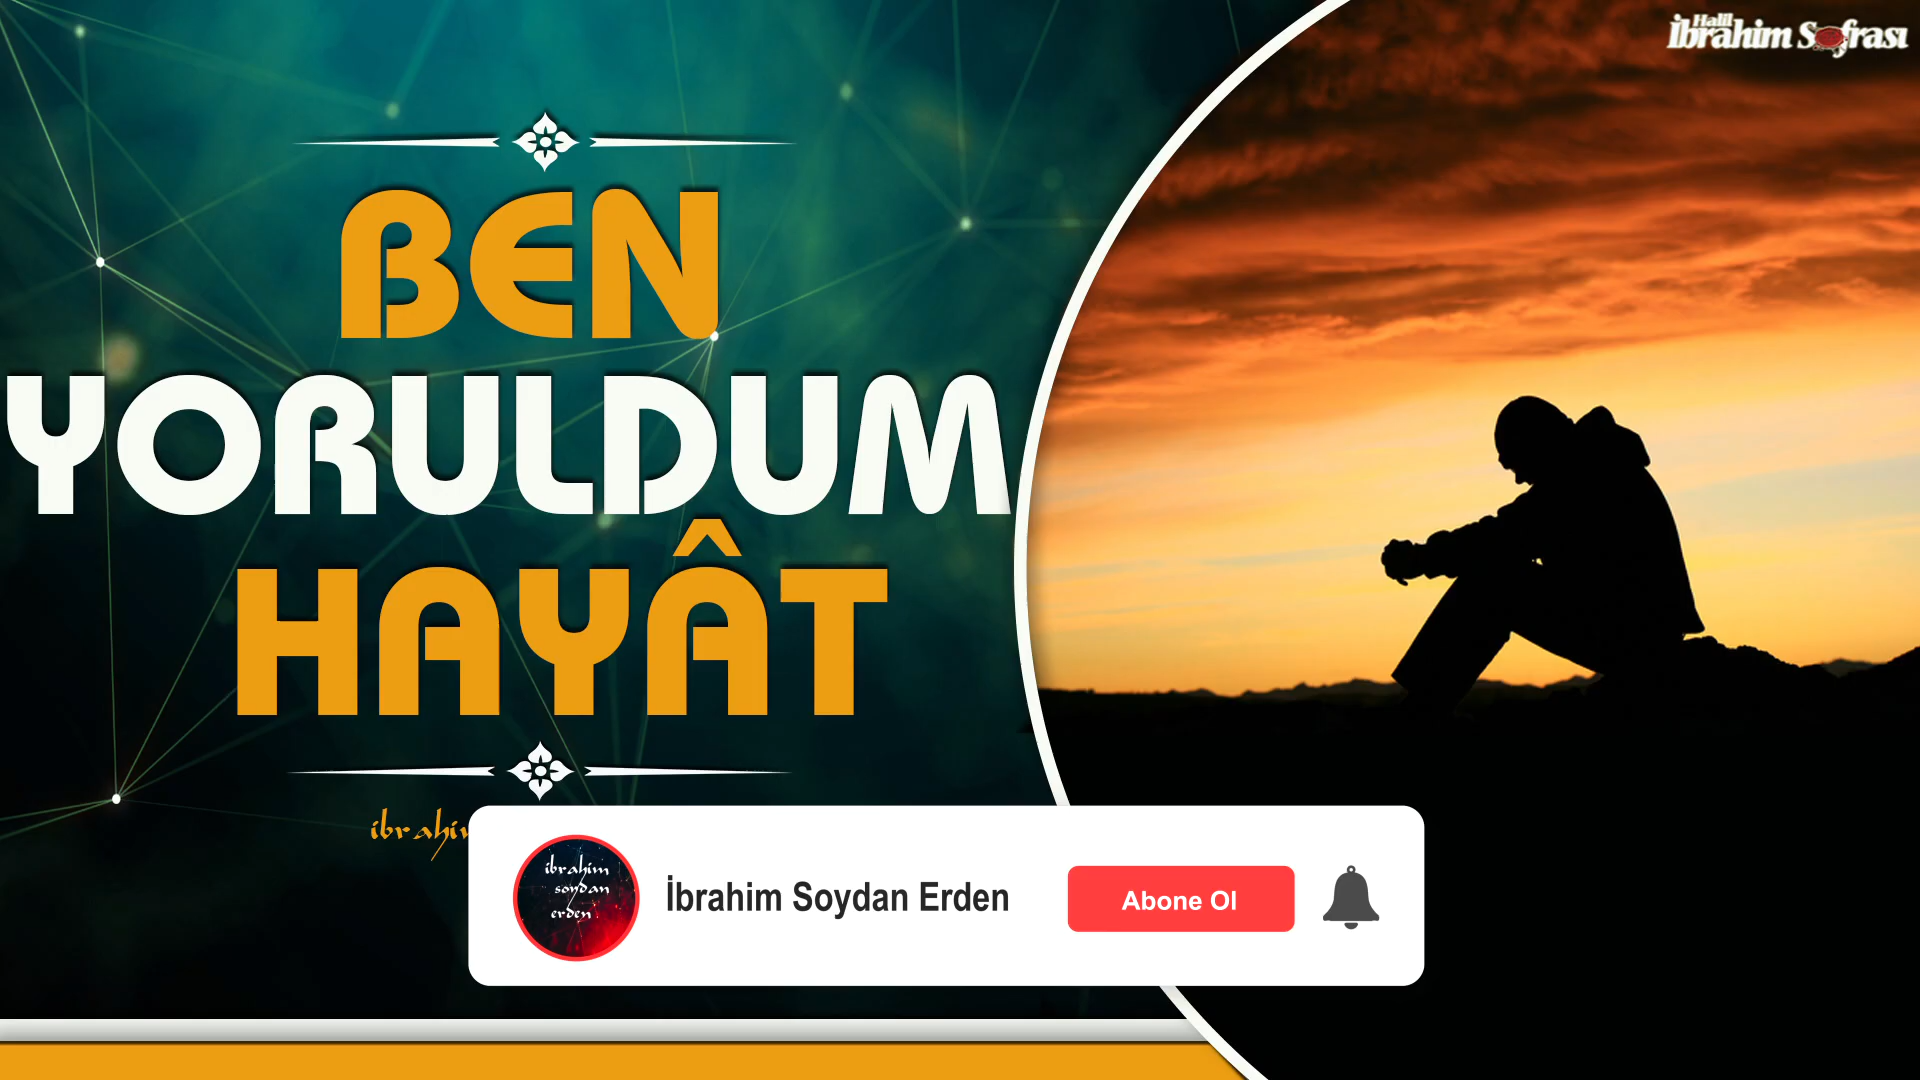 Halil
İbrahim Sofrası
BEN
YORULDUM
HAYÂT
İbrahim Soydan Erden
Abone Ol
ibrahim
soydan
erden